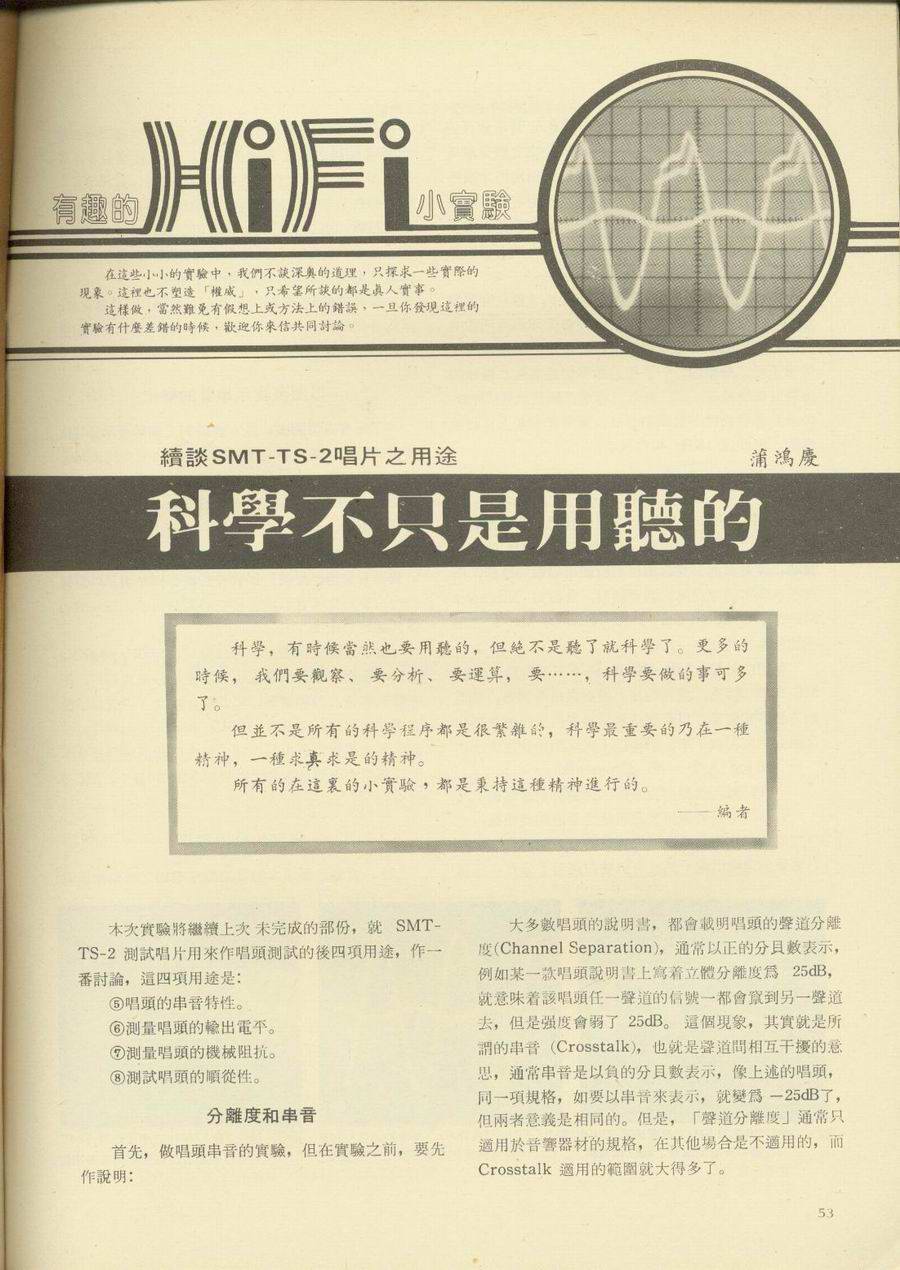 有趣的HiFi小實驗
在這些小小的實驗中，我們不談深奧的道理，只探求一些實際的
現象。這裡也不塑造「權威」，只希望所談的都是眞人實事。
這樣做，當然難免有假想上或方法上的錯誤，一旦你發現這裡的
實驗有什麼差錯的時候，歡迎你來信共同討論。
續談SMT-TS-2唱片之用途
蒲鴻慶
科學不只是用聽的
科學，有時候當然也要用聽的，但絕不是聽了就科學了。更多的
時候，我們要觀察、要分析、要運算，要……，科學要做的事可多
了。
但並不是所有的科學程序都是很繁雜的，科學最重要的乃在一種
精神，一種求真求是的精神。
所有的在這裏的小實驗，都是秉持這種精神進行的。
——編者
本次實驗將繼續上次未完成的部份，就 SMT-
TS-2 測試唱片用來作唱頭測試的後四項用途，作一
番討論，這四項用途是：
⑤唱頭的串音特性。
⑥測量唱頭的輸出電平。
⑦測量唱頭的機械阻抗。
⑧測試唱頭的順從性。
分離度和串音
首先，做唱頭串音的實驗，但在實驗之前，要先
作說明：
大多數唱頭的說明書，都會載明唱頭的聲道分離
度(Channel Separation)，通常以正的分貝數表示，
例如某一款唱頭說明書上寫着立體分離度爲 25dB，
就意味着該唱頭任一聲道的信號一都會竄到另一聲道
去，但是强度會弱了 25dB。這個現象，其實就是所
謂的串音 (Crosstalk)，也就是聲道間相互干擾的意
思，通常串音是以負的分貝數表示，像上述的唱頭，
同一項規格，如要以串音來表示，就變爲 －25dB了，
但兩者意義是相同的。但是，「聲道分離度」通常只
適用於音響器材的規格，在其他場合是不適用的，而
Crosstalk 適用的範圍就大得多了。
53